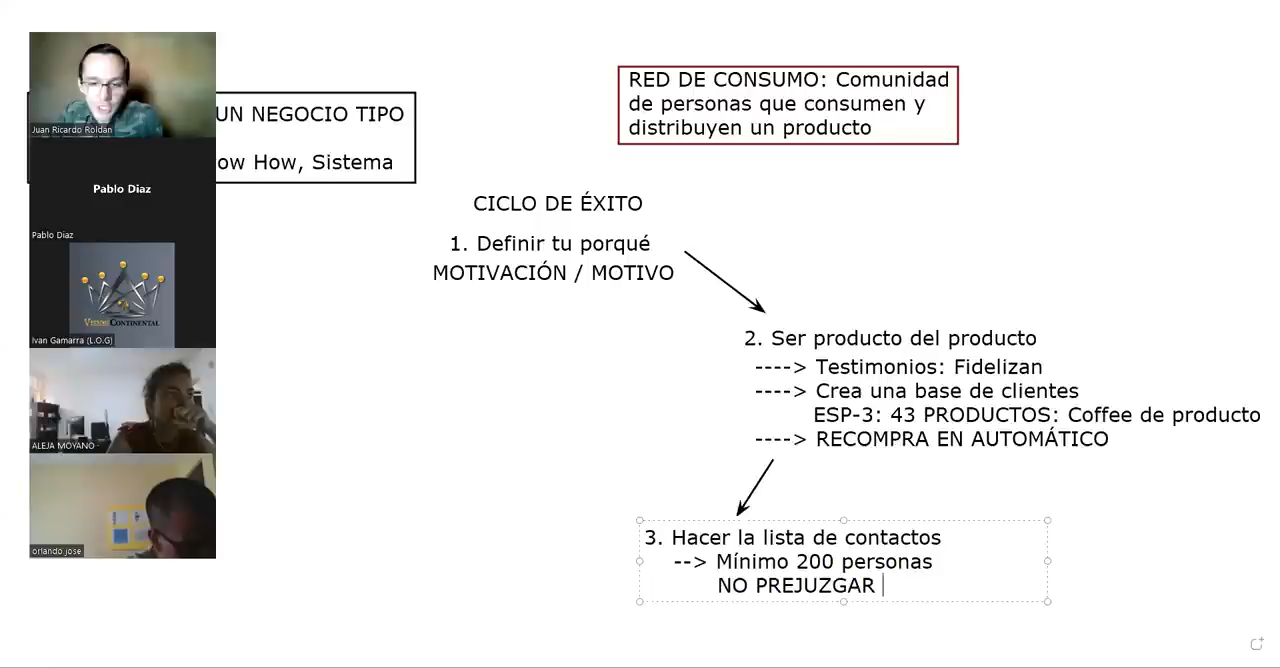 Juan Ricardo Roldan
Pablo Diaz
Pablo Diaz
VISION CONTINENTAL
Ivan Gamarra (L.O.G)
ALEJA MOYANO -
orlando jose
UN NEGOCIO TIPO
ow How, Sistema
RED DE CONSUMO: Comunidad
de personas que consumen y
distribuyen un producto
CICLO DE ÉXITO
1. Definir tu porqué
MOTIVACIÓN / MOTIVO
2. Ser producto del producto
----> Testimonios: Fidelizan
----> Crea una base de clientes
ESP-3: 43 PRODUCTOS: Coffee de producto
----> RECOMPRA EN AUTOMÁTICO
3. Hacer la lista de contactos
--> Mínimo 200 personas
NO PREJUZGAR